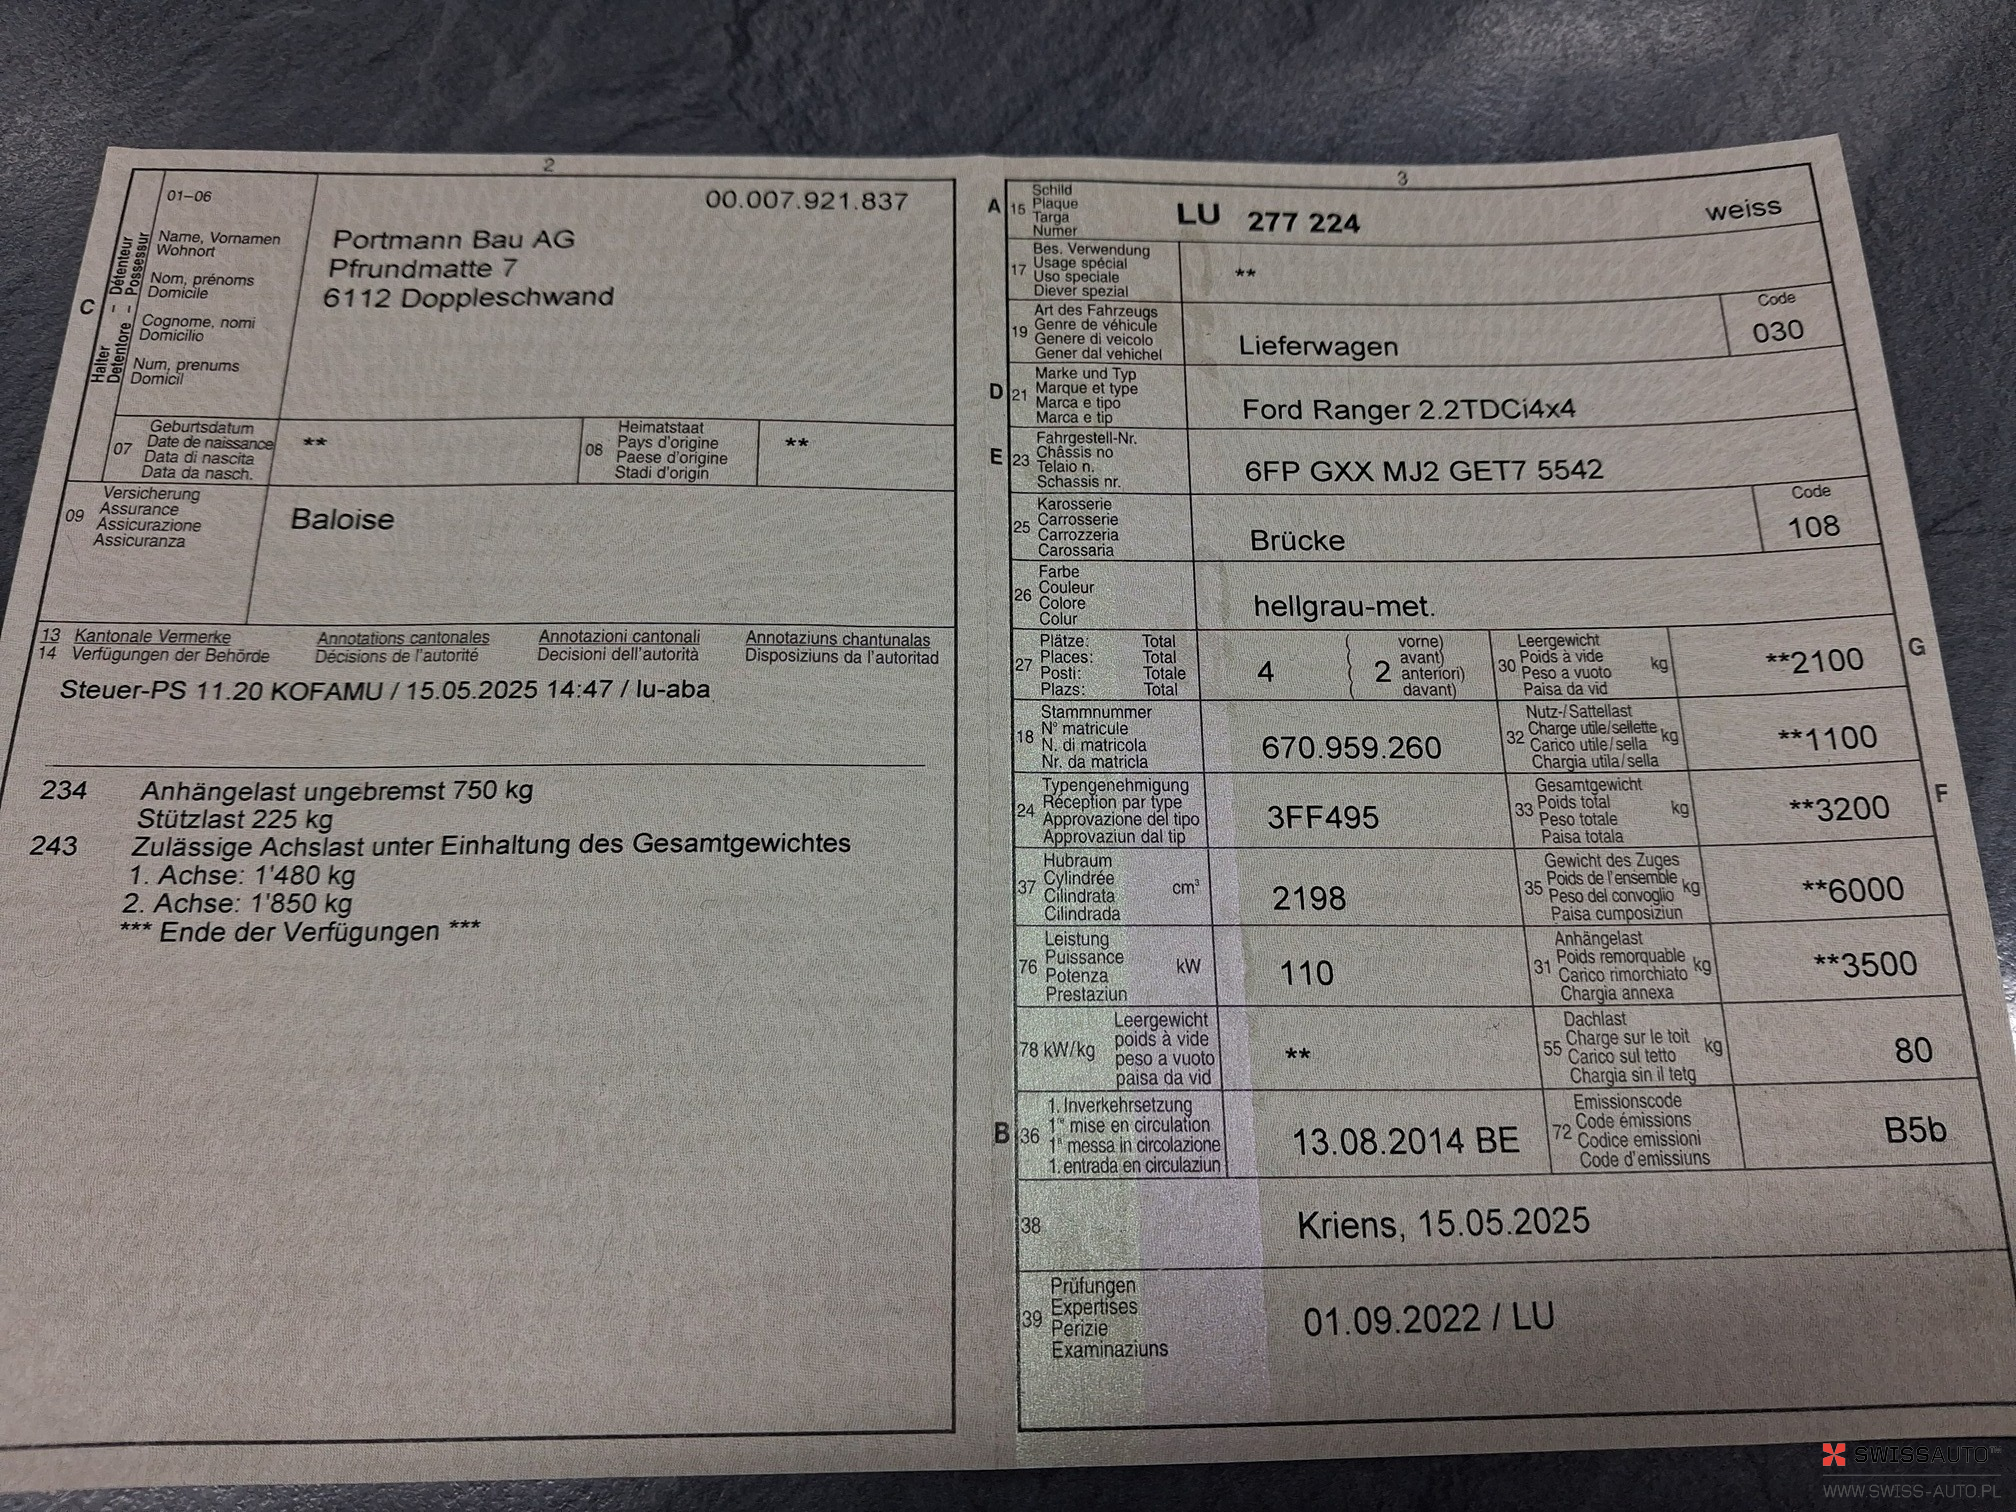 2
01–06
00.007.921.837
C
Halter – Détenteur
Detentore – Possessur
Name, Vornamen
Wohnort
Nom, prénoms
Domicile
Cognome, nomi
Domicilio
Num, prenums
Domicil
Portmann Bau AG
Pfrundmatte 7
6112 Doppleschwand
07
Geburtsdatum
Date de naissance
Data di nascita
Data da nasch.
**
08
Heimatstaat
Pays d'origine
Paese d'origine
Stadi d'origin
**
09
Versicherung
Assurance
Assicurazione
Assicuranza
Baloise
13 Kantonale Vermerke Annotations cantonales Annotazioni cantonali Annotaziuns chantunalas
14 Verfügungen der Behörde Décisions de l'autorité Decisioni dell'autorità Disposiziuns da l'autoritad
Steuer-PS 11.20 KOFAMU / 15.05.2025 14:47 / lu-aba
234 Anhängelast ungebremst 750 kg
Stützlast 225 kg
243 Zulässige Achslast unter Einhaltung des Gesamtgewichtes
1. Achse: 1'480 kg
2. Achse: 1'850 kg
*** Ende der Verfügungen ***
3
A
15
Schild
Plaque
Targa
Numer
LU 277 224 weiss
17
Bes. Verwendung
Usage spécial
Uso speciale
Diever spezial
**
19
Art des Fahrzeugs
Genre de véhicule
Genere di veicolo
Gener dal vehichel
Lieferwagen
Code
030
D
21
Marke und Typ
Marque et type
Marca e tipo
Marca e tip
Ford Ranger 2.2TDCi4x4
E
23
Fahrgestell-Nr.
Châssis no
Telaio n.
Schassis nr.
6FP GXX MJ2 GET7 5542
25
Karosserie
Carrosserie
Carrozzeria
Carossaria
Brücke
Code
108
26
Farbe
Couleur
Colore
Colur
hellgrau-met.
27
Plätze: Total
Places: Total
Posti: Totale
Plazs: Total
4
( vorne)
avant)
2 anteriori)
( davant)
30
Leergewicht
Poids à vide
Peso a vuoto
Paisa da vid
kg
**2100
G
18
Stammnummer
N° matricule
N. di matricola
Nr. da matricla
670.959.260
32
Nutz-/Sattellast
Charge utile/sellette
Carico utile/sella
Chargia utila/sella
kg
**1100
24
Typengenehmigung
Réception par type
Approvazione del tipo
Approvaziun dal tip
3FF495
33
Gesamtgewicht
Poids total
Peso totale
Paisa totala
kg
**3200
F
37
Hubraum
Cylindrée
Cilindrata
Cilindrada
cm³
2198
35
Gewicht des Zuges
Poids de l'ensemble
Peso del convoglio
Paisa cumposiziun
kg
**6000
76
Leistung
Puissance
Potenza
Prestaziun
kW
110
31
Anhängelast
Poids remorquable
Carico rimorchiato
Chargia annexa
kg
**3500
78 kW/kg
Leergewicht
poids à vide
peso a vuoto
paisa da vid
**
55
Dachlast
Charge sur le toit
Carico sul tetto
Chargia sin il tetg
kg
80
B
36
1. Inverkehrsetzung
1re mise en circulation
1a messa in circolazione
1. entrada en circulaziun
13.08.2014 BE
72
Emissionscode
Code émissions
Codice emissioni
Code d'emissiuns
B5b
38
Kriens, 15.05.2025
39
Prüfungen
Expertises
Perizie
Examinaziuns
01.09.2022 / LU
SWISSAUTO™
WWW.SWISS-AUTO.PL